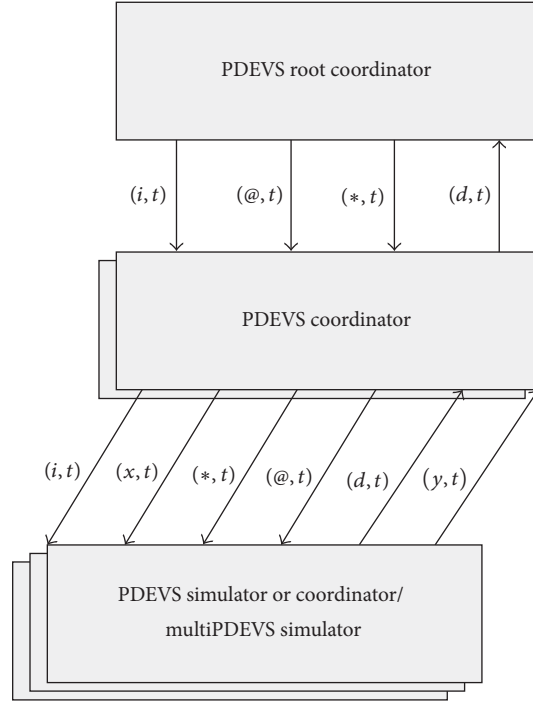 PDEVS root coordinator
(i, t)
(@, t)
(∗, t)
(d, t)
PDEVS coordinator
(i, t)
(x, t)
(∗, t)
(@, t)
(d, t)
(y, t)
PDEVS simulator or coordinator/
multiPDEVS simulator